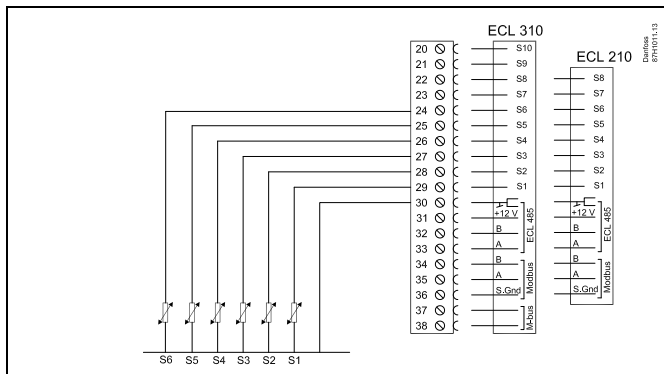 ECL 310
ECL 210
Danfoss
87H1011.13
20 S10
21 S9
22 S8 S8
23 S7 S7
24 S6 S6
25 S5 S5
26 S4 S4
27 S3 S3
28 S2 S2
29 S1 S1
30
31 +12 V +12 V
32 B B
33 A A
ECL 485 ECL 485
34 B B
35 A A
36 S.Gnd S.Gnd
Modbus Modbus
37
38
M-bus
S6 S5 S4 S3 S2 S1